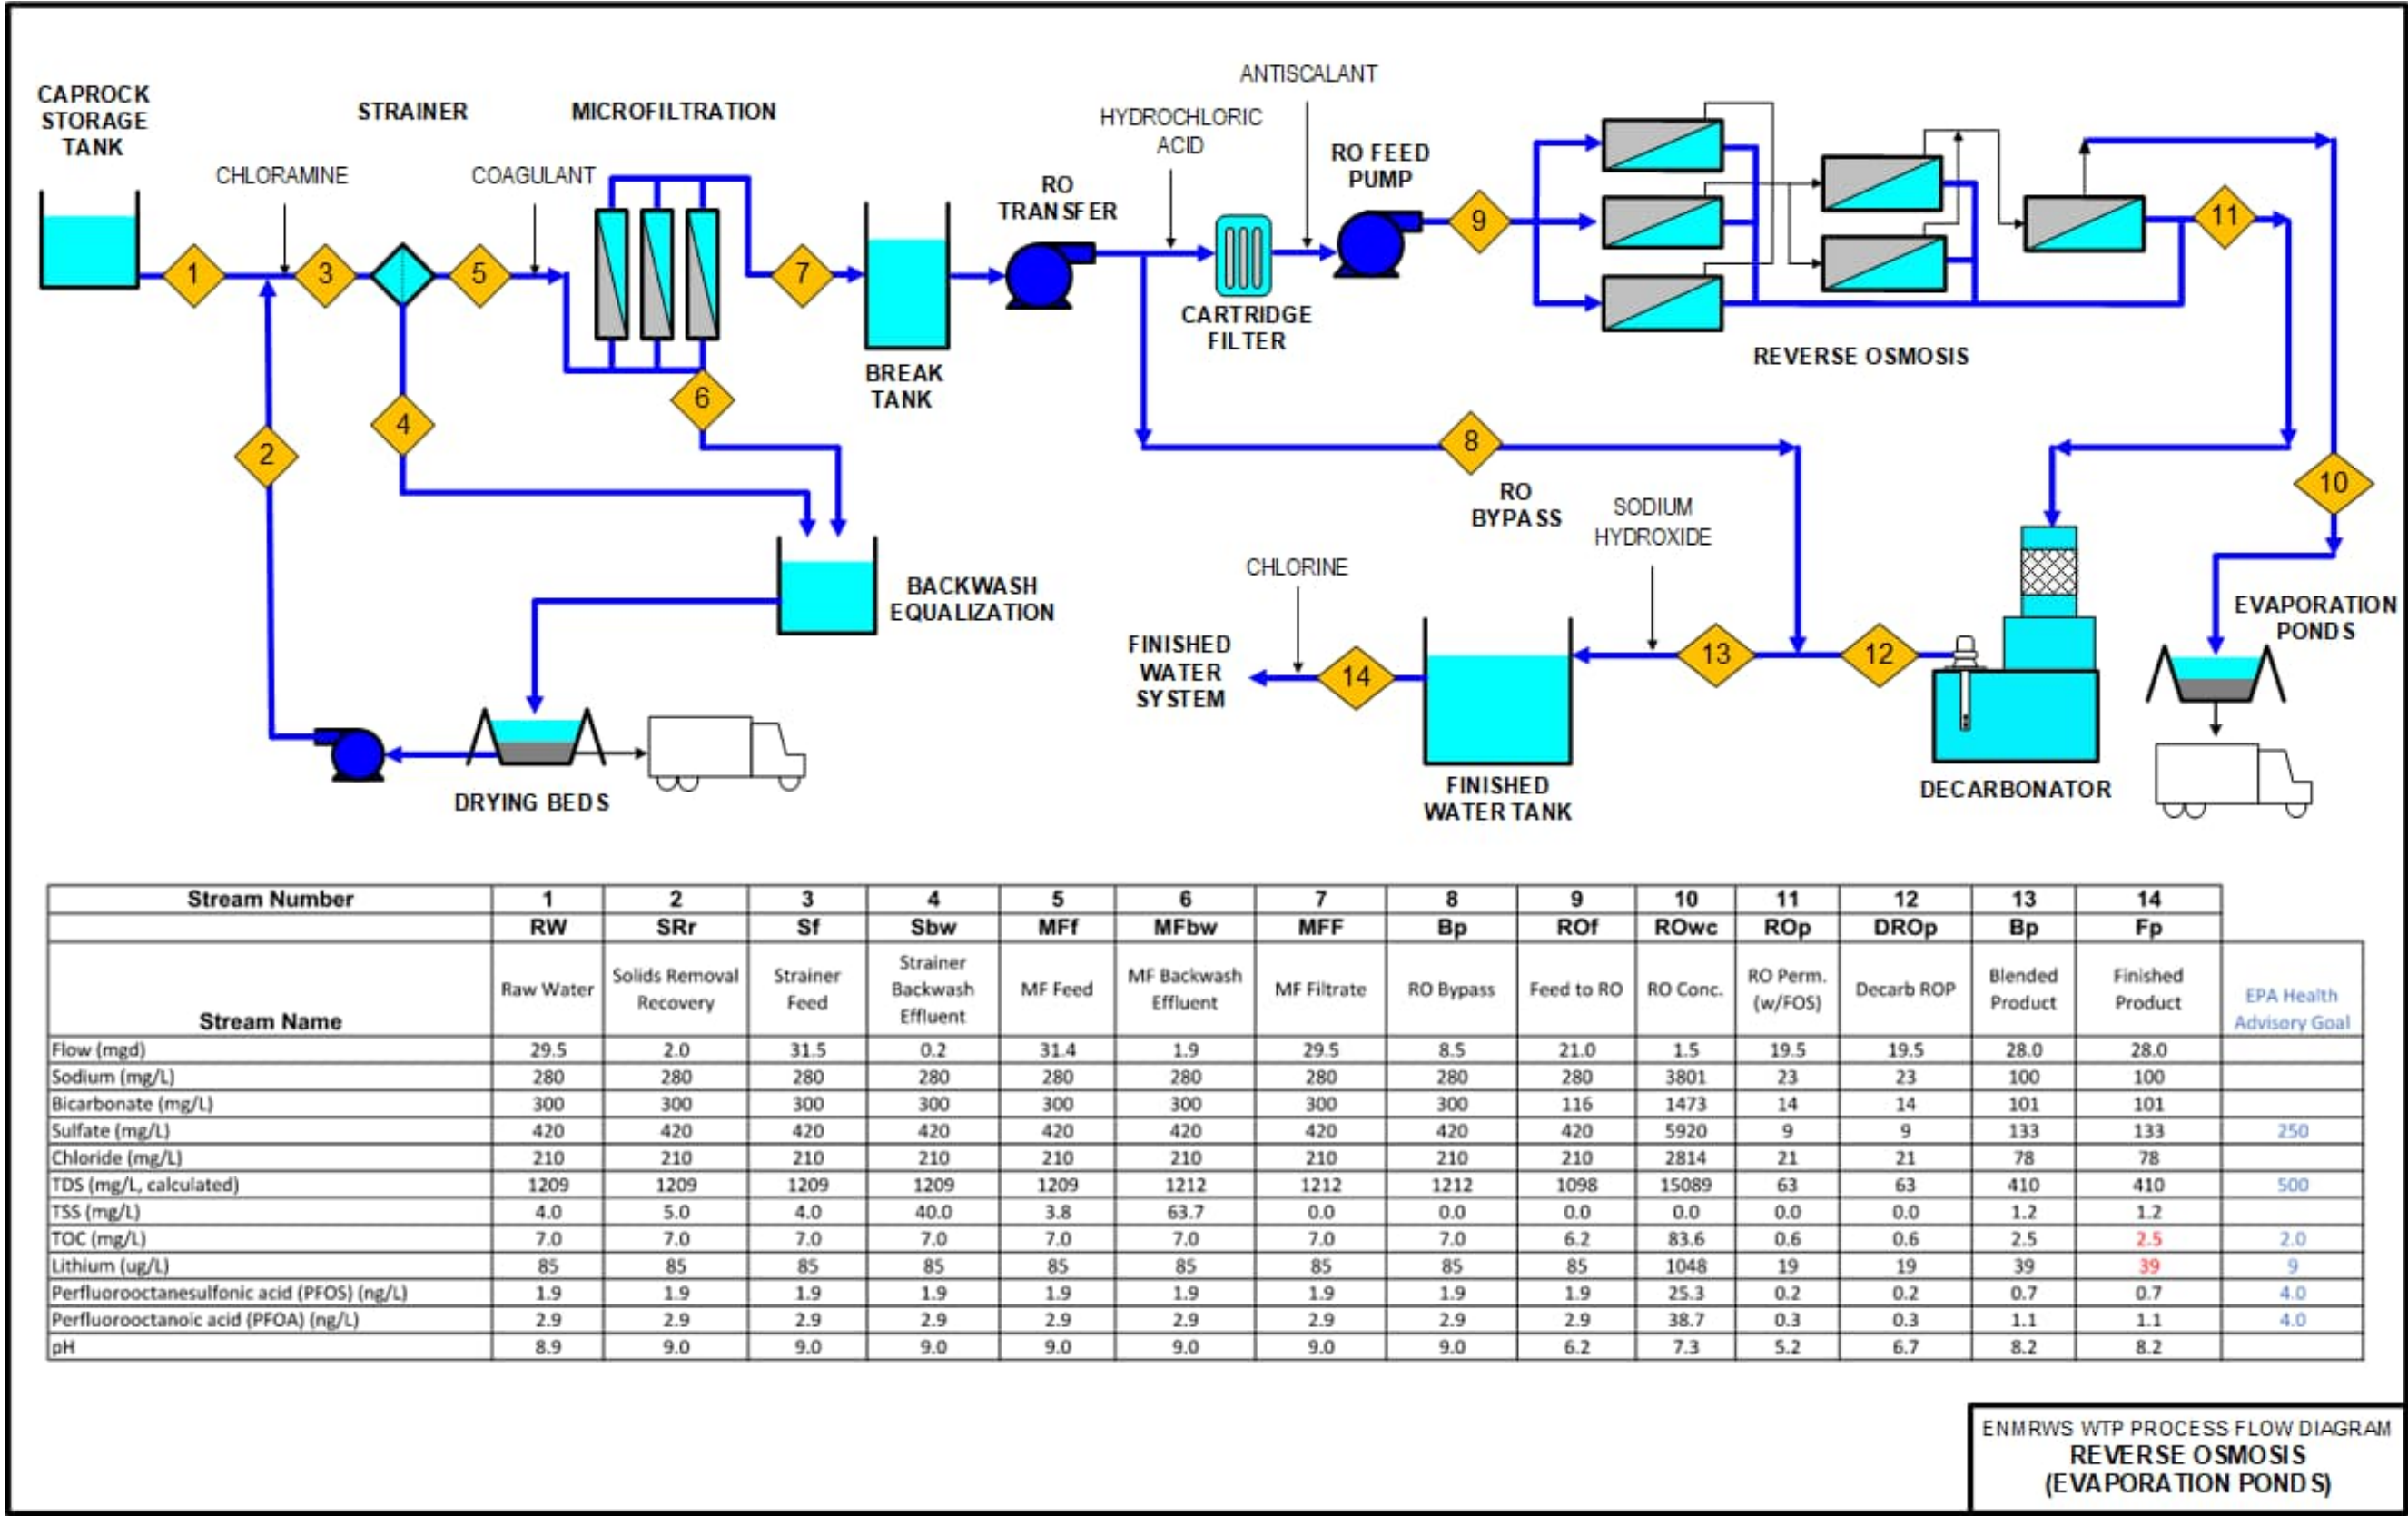 CAPROCK
STORAGE
TANK
STRAINER
MICROFILTRATION
CHLORAMINE
COAGULANT
ANTISCALANT
HYDROCHLORIC
ACID
RO
TRANSFER
RO FEED
PUMP
1
3
5
7
9
11
CARTRIDGE
FILTER
REVERSE OSMOSIS
BREAK
TANK
6
4
2
8
10
RO
BYPASS
SODIUM
HYDROXIDE
CHLORINE
BACKWASH
EQUALIZATION
EVAPORATION
PONDS
FINISHED
WATER
SYSTEM
14
13
12
DRYING BEDS
FINISHED
WATER TANK
DECARBONATOR
Stream Number 1 2 3 4 5 6 7 8 9 10 11 12 13 14
RW SRr Sf Sbw MFf MFbw MFF Bp ROf ROwc ROp DROp Bp Fp
Stream Name Raw Water Solids Removal Recovery Strainer Feed Strainer Backwash Effluent MF Feed MF Backwash Effluent MF Filtrate RO Bypass Feed to RO RO Conc. RO Perm. (w/FOS) Decarb ROP Blended Product Finished Product EPA Health Advisory Goal
Flow (mgd) 29.5 2.0 31.5 0.2 31.4 1.9 29.5 8.5 21.0 1.5 19.5 19.5 28.0 28.0
Sodium (mg/L) 280 280 280 280 280 280 280 280 280 3801 23 23 100 100
Bicarbonate (mg/L) 300 300 300 300 300 300 300 300 116 1473 14 14 101 101
Sulfate (mg/L) 420 420 420 420 420 420 420 420 420 5920 9 9 133 133 250
Chloride (mg/L) 210 210 210 210 210 210 210 210 210 2814 21 21 78 78
TDS (mg/L, calculated) 1209 1209 1209 1209 1209 1212 1212 1212 1098 15089 63 63 410 410 500
TSS (mg/L) 4.0 5.0 4.0 40.0 3.8 63.7 0.0 0.0 0.0 0.0 0.0 0.0 1.2 1.2
TOC (mg/L) 7.0 7.0 7.0 7.0 7.0 7.0 7.0 7.0 6.2 83.6 0.6 0.6 2.5 2.5 2.0
Lithium (ug/L) 85 85 85 85 85 85 85 85 85 1048 19 19 39 39 9
Perfluorooctanesulfonic acid (PFOS) (ng/L) 1.9 1.9 1.9 1.9 1.9 1.9 1.9 1.9 1.9 25.3 0.2 0.2 0.7 0.7 4.0
Perfluorooctanoic acid (PFOA) (ng/L) 2.9 2.9 2.9 2.9 2.9 2.9 2.9 2.9 2.9 38.7 0.3 0.3 1.1 1.1 4.0
pH 8.9 9.0 9.0 9.0 9.0 9.0 9.0 9.0 6.2 7.3 5.2 6.7 8.2 8.2
ENMRWS WTP PROCESS FLOW DIAGRAM
REVERSE OSMOSIS
(EVAPORATION PONDS)